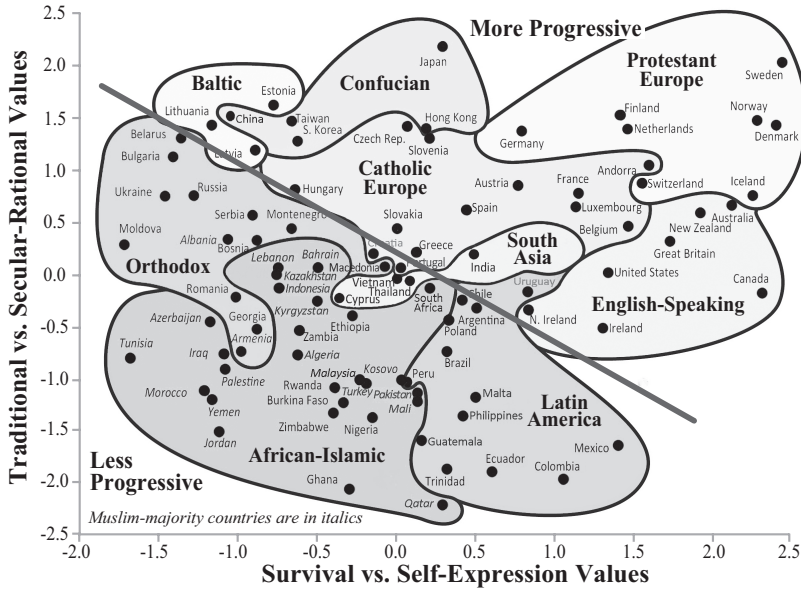 More Progressive
2.5
2.0
1.5
1.0
0.5
0.0
-0.5
-1.0
-1.5
-2.0
-2.5
Traditional vs. Secular-Rational Values
Japan
Protestant
Europe
Sweden
Baltic
Confucian
Estonia
Lithuania
China
Taiwan
S. Korea
Hong Kong
Czech Rep.
Slovenia
Finland
Netherlands
Norway
Denmark
Germany
Belarus
Latvia
Bulgaria
Catholic
Europe
Andorra
Switzerland
Iceland
Ukraine
Russia
Hungary
Austria
France
Serbia
Montenegro
Spain
Luxembourg
Australia
New Zealand
Slovakia
Belgium
Great Britain
Moldova
Albania
Bosnia
Croatia
Greece
South
Asia
Lebanon
Bahrain
Macedonia
Portugal
India
Orthodox
Kazakhstan
Vietnam
Thailand
United States
Uruguay
Canada
Romania
Indonesia
Cyprus
South
Africa
Chile
English-Speaking
Kyrgyzstan
Argentina
N. Ireland
Azerbaijan
Georgia
Ethiopia
Poland
Ireland
Armenia
Zambia
Tunisia
Iraq
Algeria
Brazil
Palestine
Malaysia
Kosovo
Peru
Morocco
Rwanda
Turkey
Pakistan
Malta
Yemen
Burkina Faso
Mali
Latin
America
Zimbabwe
Nigeria
Philippines
Jordan
Guatemala
Mexico
Less
Progressive
African-Islamic
Ecuador
Colombia
Ghana
Trinidad
Qatar
Muslim-majority countries are in italics
-2.0
-1.5
-1.0
-0.5
0.0
0.5
1.0
1.5
2.0
2.5
Survival vs. Self-Expression Values